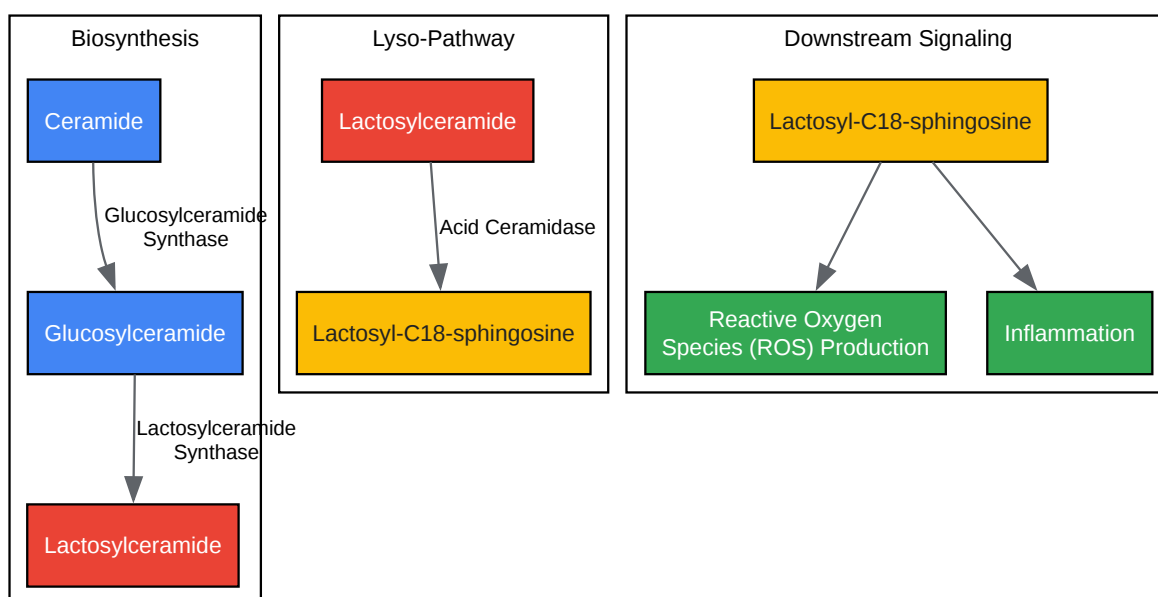 Biosynthesis
Ceramide
Glucosylceramide
Synthase
Glucosylceramide
Lactosylceramide
Synthase
Lactosylceramide
Lyso-Pathway
Lactosylceramide
Acid Ceramidase
Lactosyl-C18-sphingosine
Downstream Signaling
Lactosyl-C18-sphingosine
Reactive Oxygen
Species (ROS) Production
Inflammation